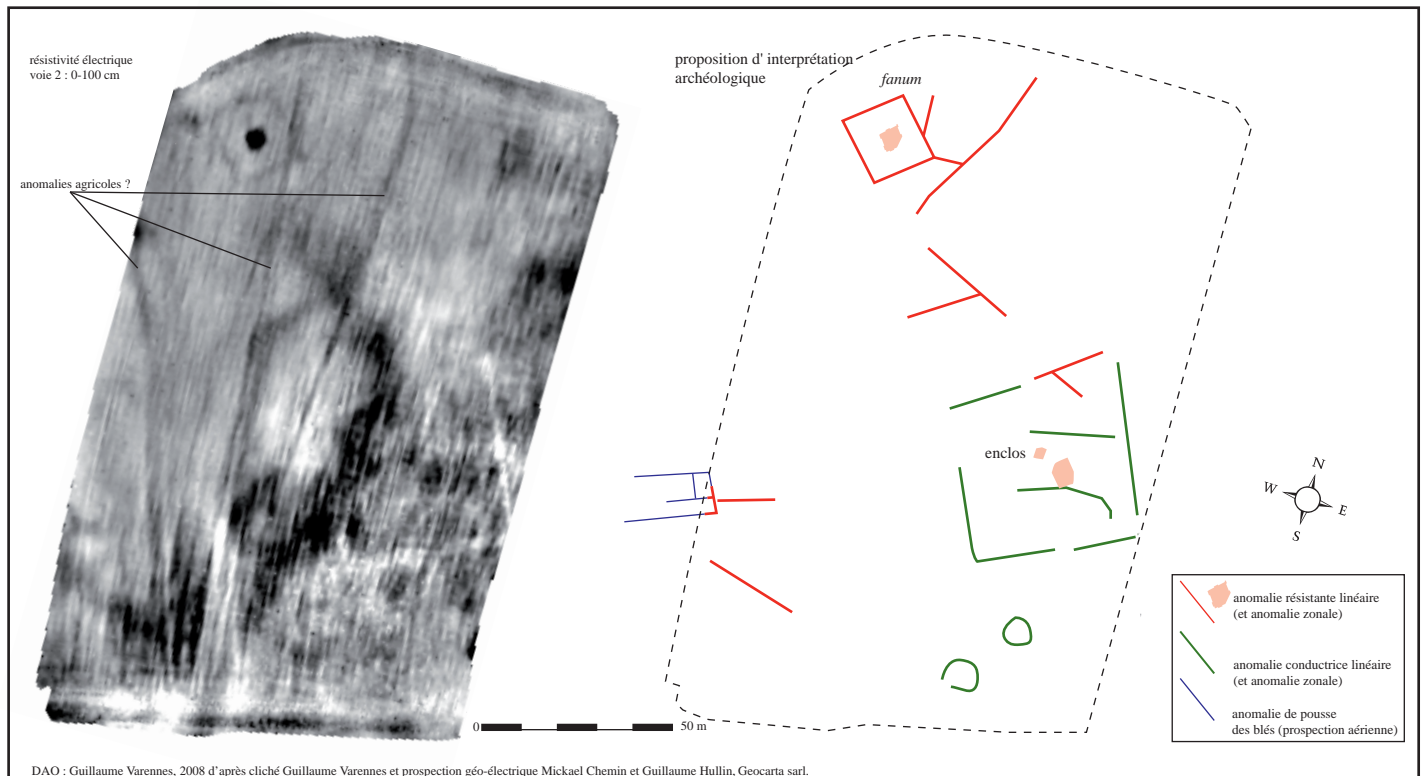 résistivité électrique
voie 2 : 0-100 cm
anomalies agricoles ?
proposition d' interprétation
archéologique
fanum
enclos
N
W
E
S
0
50 m
anomalie résistante linéaire
(et anomalie zonale)
anomalie conductrice linéaire
(et anomalie zonale)
anomalie de pousse
des blés (prospection aérienne)
DAO : Guillaume Varennes, 2008 d'après cliché Guillaume Varennes et prospection géo-électrique Mickael Chemin et Guillaume Hullin, Geocarta sarl.